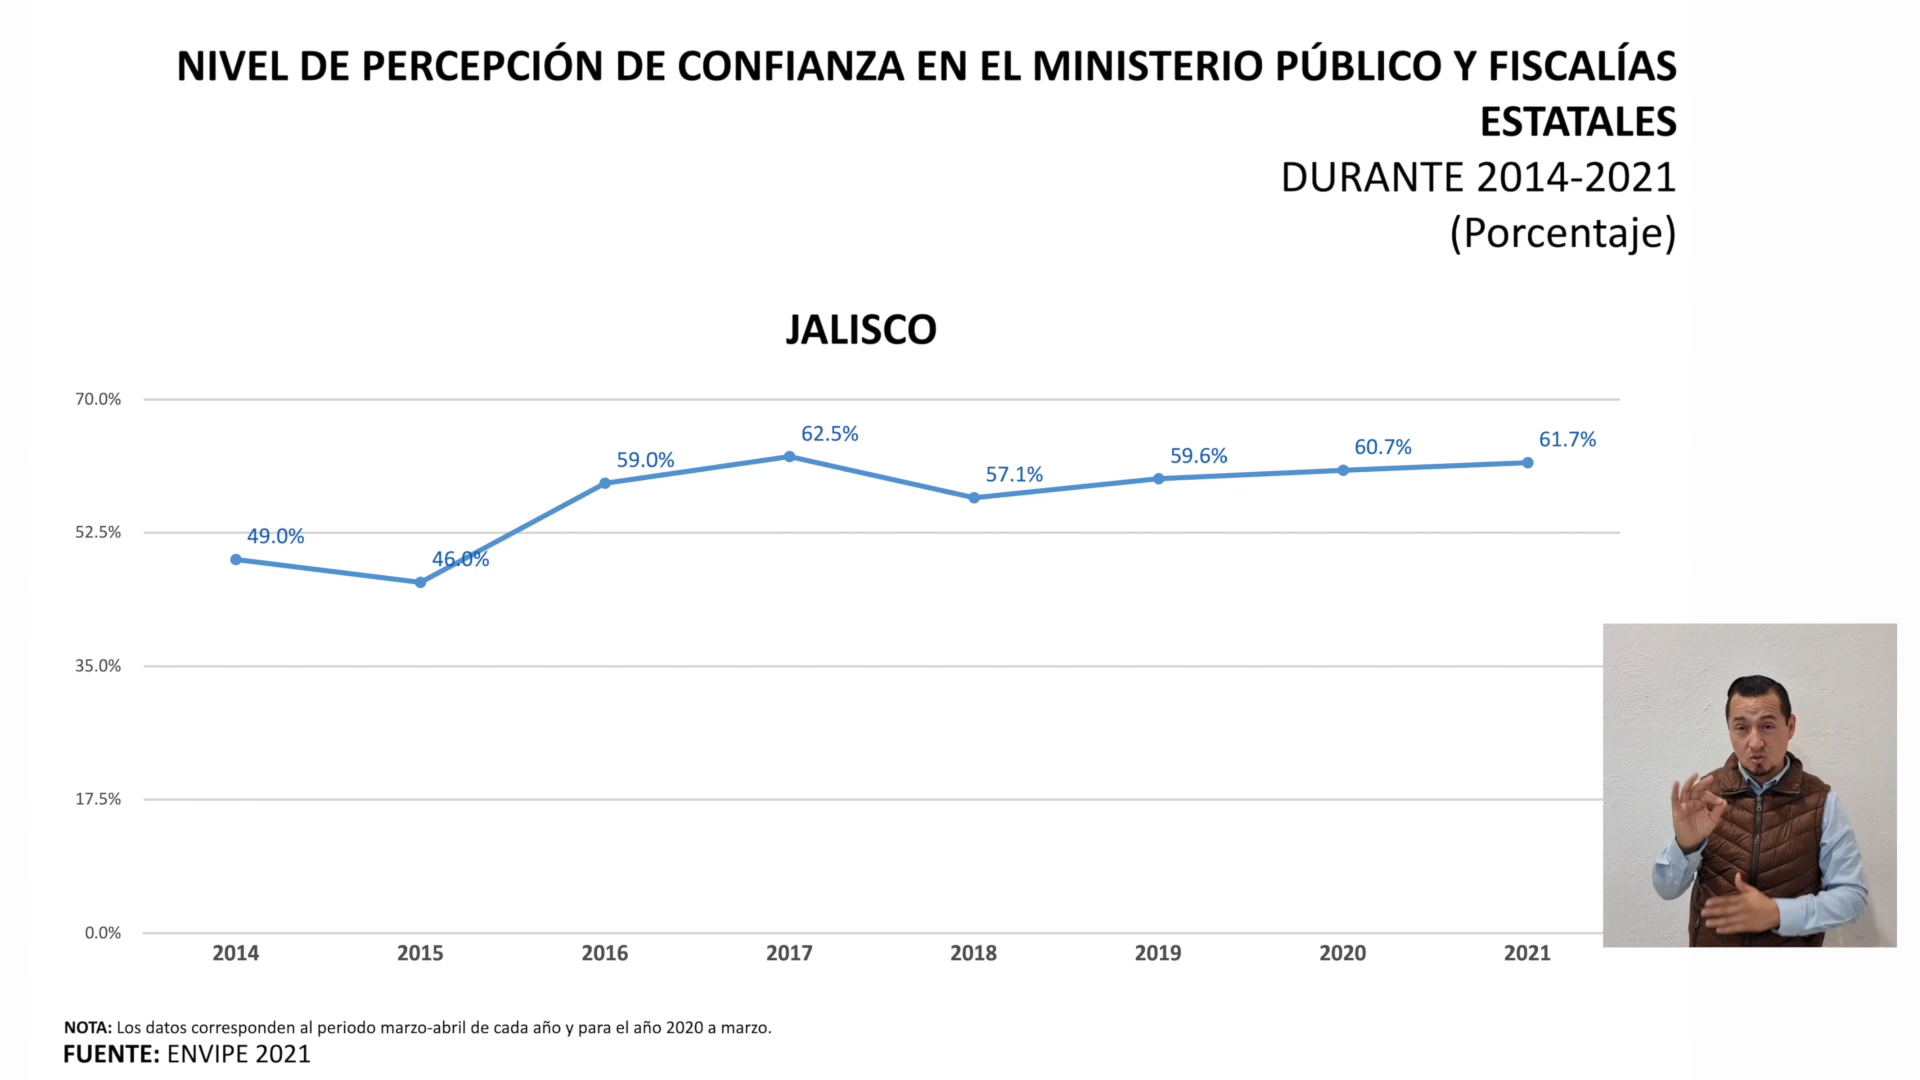 NIVEL DE PERCEPCIÓN DE CONFIANZA EN EL MINISTERIO PÚBLICO Y FISCALÍAS
ESTATALES
DURANTE 2014-2021
(Porcentaje)
JALISCO
70.0%
52.5%
35.0%
17.5%
0.0%
49.0%
46.0%
59.0%
62.5%
57.1%
59.6%
60.7%
61.7%
2014 2015 2016 2017 2018 2019 2020 2021
NOTA: Los datos corresponden al periodo marzo-abril de cada año y para el año 2020 a marzo.
FUENTE: ENVIPE 2021